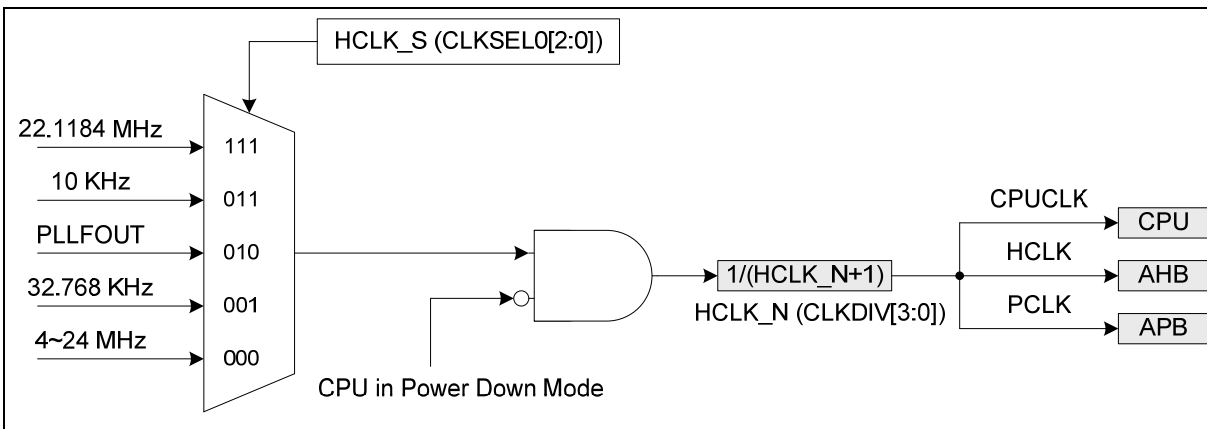 HCLK_S (CLKSEL0[2:0])
22.1184 MHz
111
10 KHz
011
PLLFOUT
010
32.768 KHz
001
4~24 MHz
000
CPU in Power Down Mode
1/(HCLK_N+1)
HCLK_N (CLKDIV[3:0])
CPUCLK
CPU
HCLK
AHB
PCLK
APB